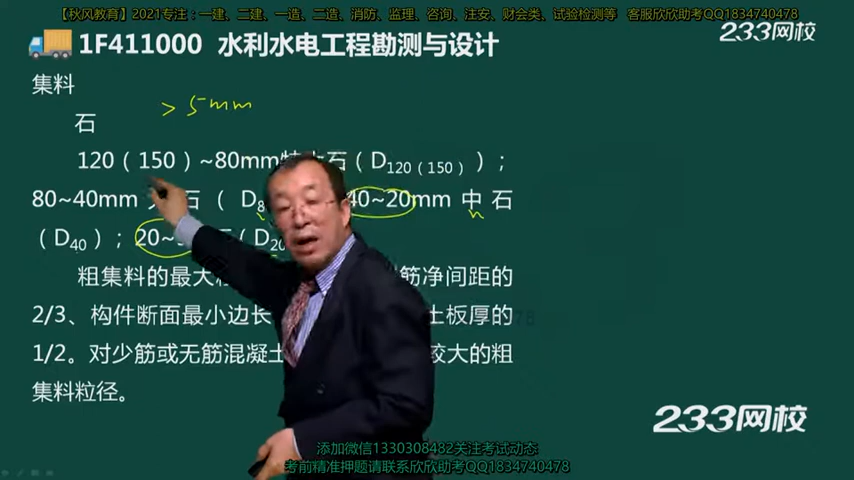 【秋风教育】2021专注：一建、二建、一造、二造、消防、监理、咨询、注安、财会类、试验检测等 客服欣欣助考QQ1834740478
1F411000 水利水电工程勘测与设计
233网校
集料
> 5mm
石
120（150）~80mm特大石（D120（150））；
80~40mm 石（ D8 40~20mm 中石
（D40）；20~ （D20
粗集料的最大 筋净间距的
2/3、构件断面最小边长 土板厚的
1/2。对少筋或无筋混凝土 较大的粗
集料粒径。
233网校
添加微信1330308482关注考试动态
考前精准押题请联系欣欣助考QQ1834740478